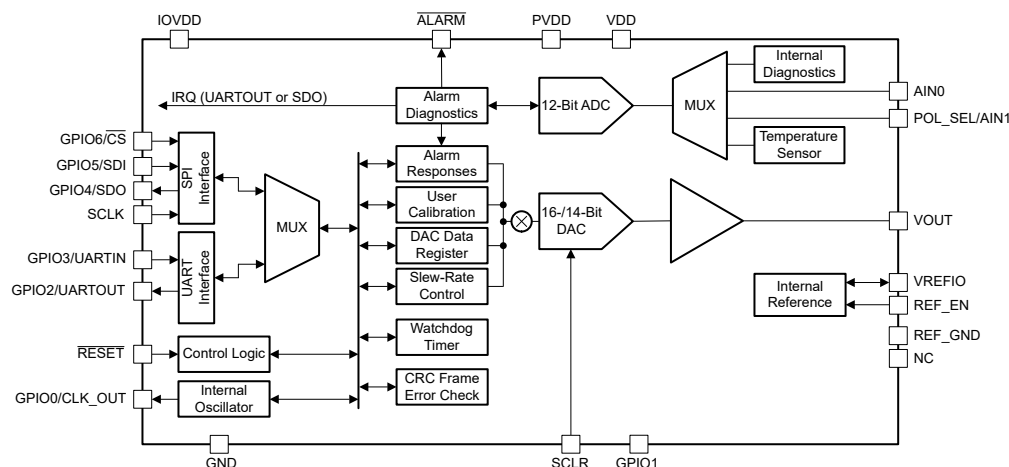 IOVDD
ALARM
PVDD
VDD
IRQ (UARTOUT or SDO)
Alarm
Diagnostics
12-Bit ADC
MUX
Internal
Diagnostics
AIN0
POL_SEL/AIN1
Temperature
Sensor
GPIO6/CS
GPIO5/SDI
GPIO4/SDO
SCLK
SPI
Interface
GPIO3/UARTIN
GPIO2/UARTOUT
UART
Interface
MUX
Alarm
Responses
User
Calibration
DAC Data
Register
Slew-Rate
Control
16-/14-Bit
DAC
VOUT
Internal
Reference
VREFIO
REF_EN
REF_GND
NC
RESET
Control Logic
Watchdog
Timer
GPIO0/CLK_OUT
Internal
Oscillator
CRC Frame
Error Check
GND
SCLR
GPIO1